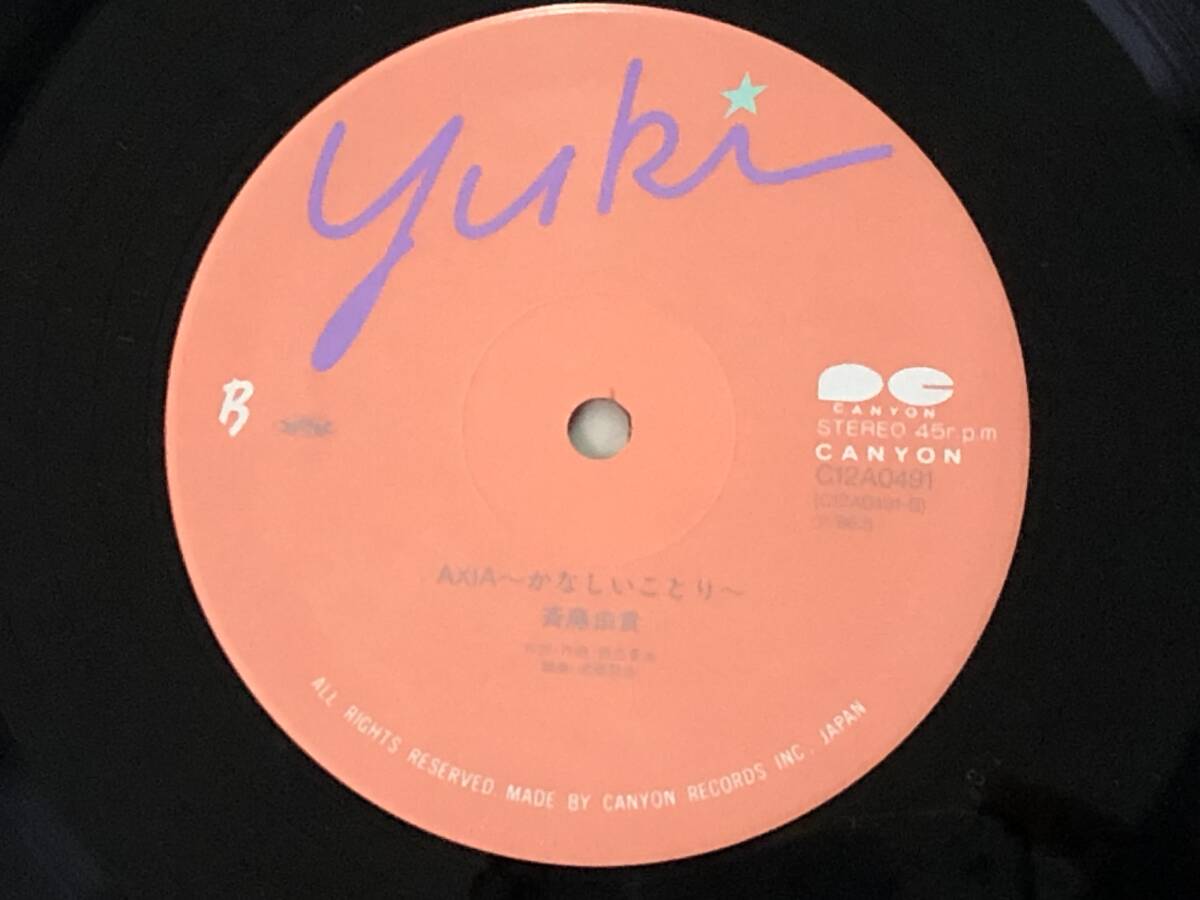 yuki
B
CANYON
STEREO 45r.p.m
CANYON
C12A0491
(C12A0491-B)
AXIA～かなしいことり～
斉藤由貴
ALL RIGHTS RESERVED. MADE BY CANYON RECORDS INC., JAPAN